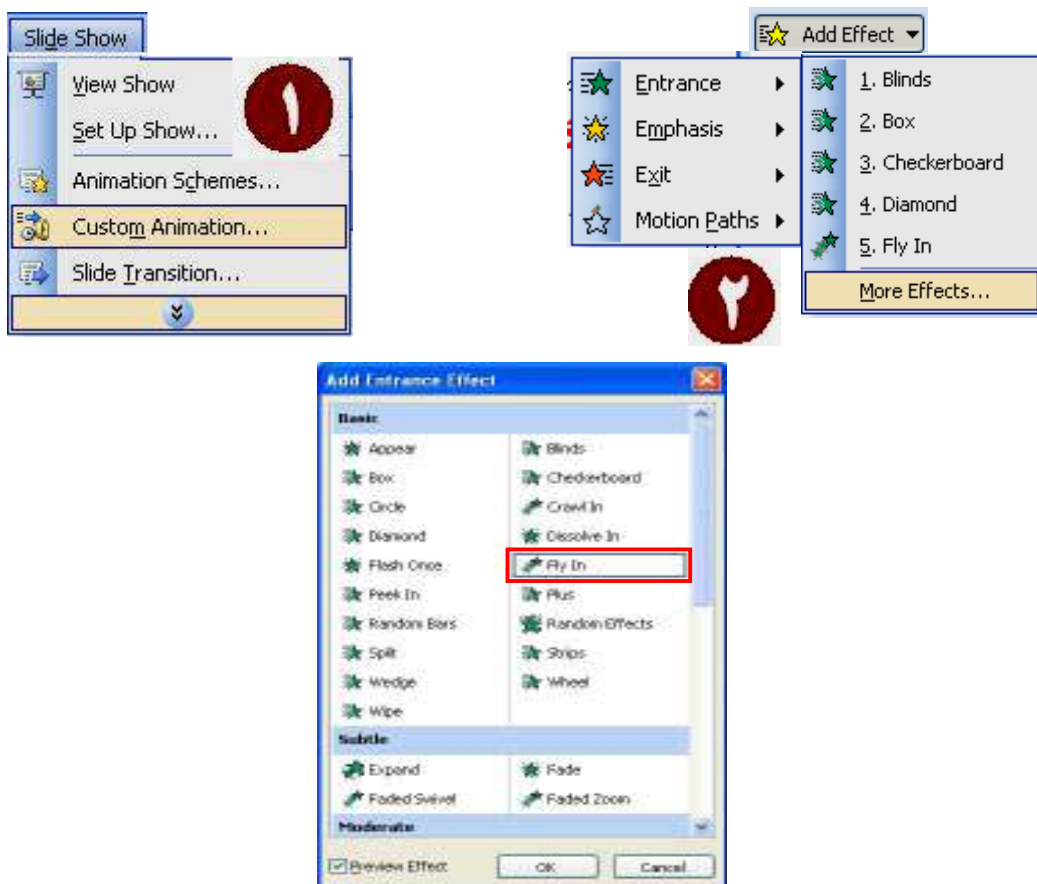 Slide Show
View Show
Set Up Show...
Animation Schemes...
Custom Animation...
Slide Transition...
١
Add Effect
Entrance
Emphasis
Exit
Motion Paths
1. Blinds
2. Box
3. Checkerboard
4. Diamond
5. Fly In
More Effects...
٢
Add Entrance Effect
Basic
Appear Blinds
Box Checkerboard
Circle Crawl In
Diamond Dissolve In
Flash Once Fly In
Peek In Plus
Random Bars Random Effects
Split Strips
Wedge Wheel
Wipe
Subtle
Expand Fade
Faded Swivel Faded Zoom
Moderate
Preview Effect OK Cancel